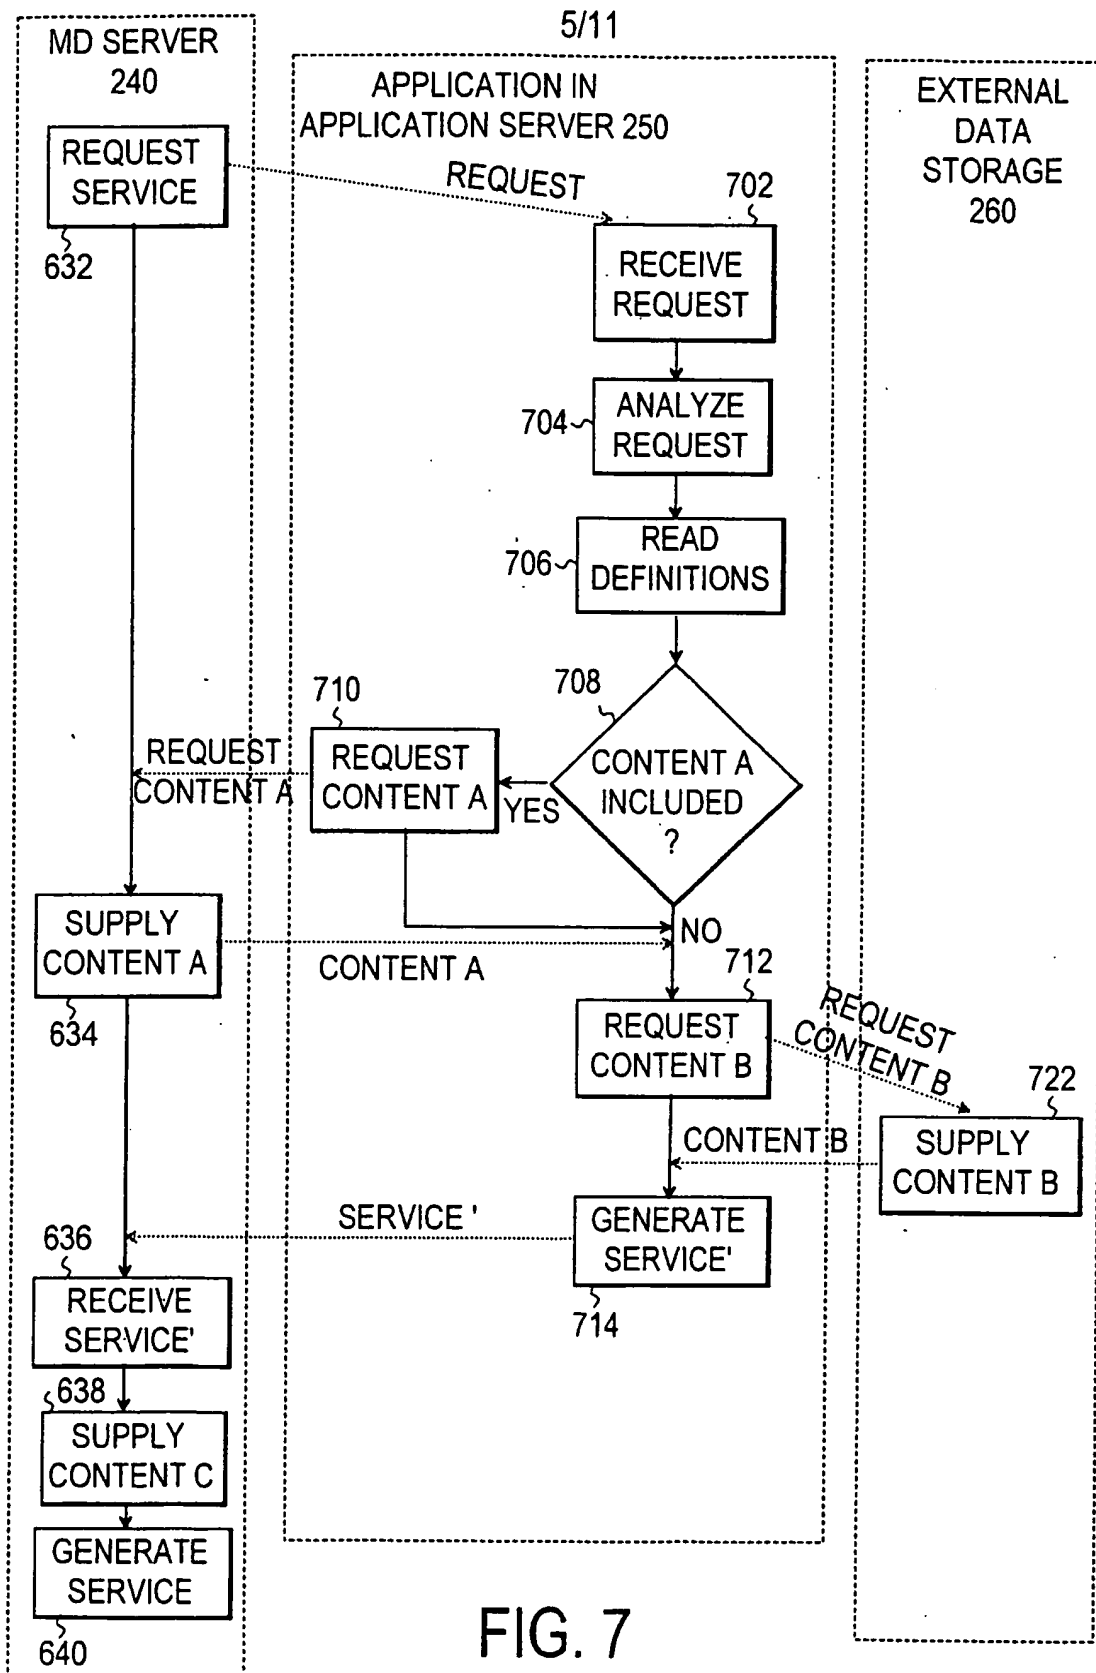 5/11
MD SERVER
240
APPLICATION IN
APPLICATION SERVER 250
EXTERNAL
DATA
STORAGE
260
REQUEST
SERVICE
632
REQUEST
702
RECEIVE
REQUEST
704
ANALYZE
REQUEST
706
READ
DEFINITIONS
708
CONTENT A
INCLUDED
?
YES
NO
710
REQUEST
CONTENT A
REQUEST
CONTENT A
SUPPLY
CONTENT A
634
CONTENT A
712
REQUEST
CONTENT B
REQUEST
CONTENT B
722
SUPPLY
CONTENT B
CONTENT B
GENERATE
SERVICE'
714
SERVICE '
636
RECEIVE
SERVICE'
638
SUPPLY
CONTENT C
GENERATE
SERVICE
640
FIG. 7